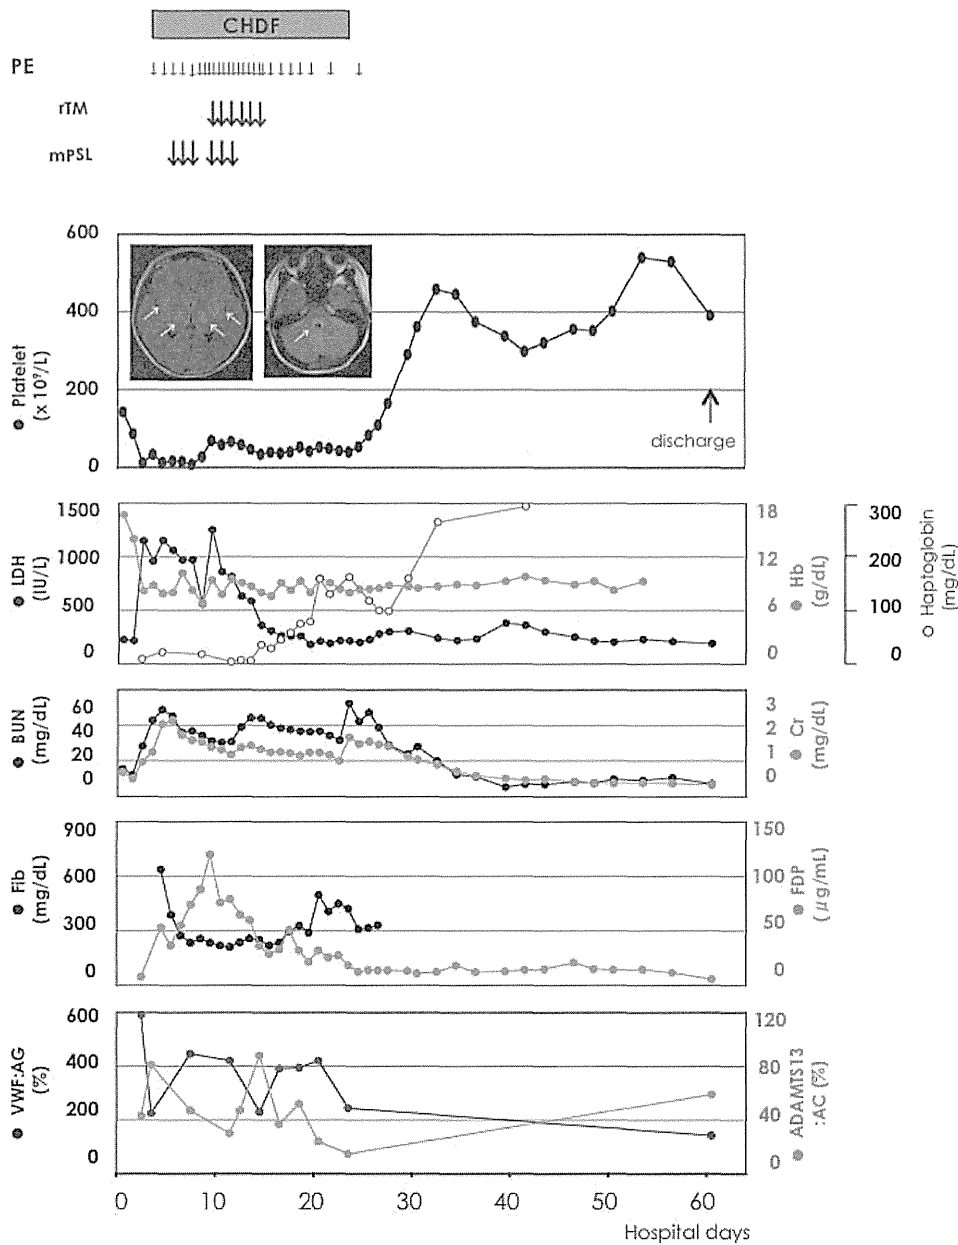 CHDF
PE
rTM
mPSL
600
400
200
0
Platelet
(x 10⁹/L)
discharge
1500
1000
500
0
LDH
(IU/L)
18
12
6
0
Hb
(g/dL)
300
200
100
0
Haptoglobin
(mg/dL)
60
40
20
0
BUN
(mg/dL)
3
2
1
0
Cr
(mg/dL)
900
600
300
0
Fib
(mg/dL)
150
100
50
0
FDP
(μg/mL)
600
400
200
0
VWF:AG
(%)
120
80
40
0
ADAMTS13
:AC (%)
0 10 20 30 40 50 60
Hospital days